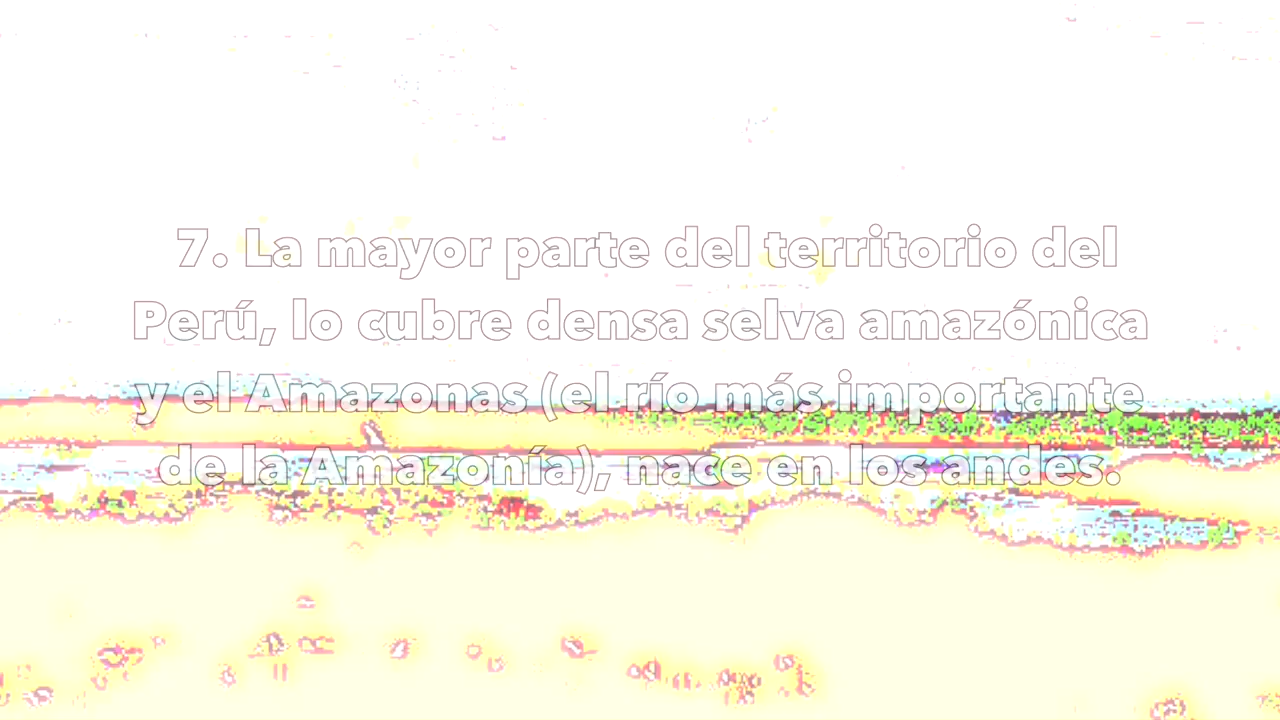 7. La mayor parte del territorio del
Perú, lo cubre densa selva amazónica
y el Amazonas (el río más importante
de la Amazonía), nace en los andes.